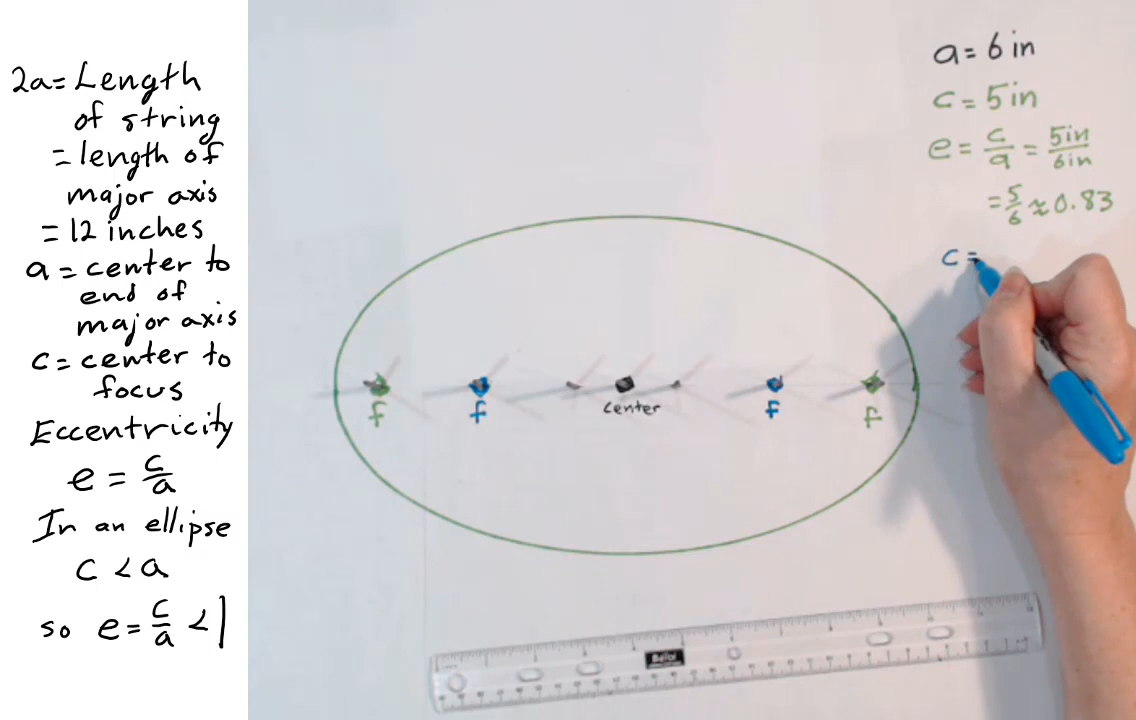 2a = Length
of string
= length of
major axis
= 12 inches
a = center to
end of
major axis
c = center to
focus
Eccentricity
e = c/a
In an ellipse
c < a
so e = c/a < 1
a = 6 in
c = 5 in
e = c/a = 5in/6in
= 5/6 ≈ 0.83
c =
f
f
center
f
f